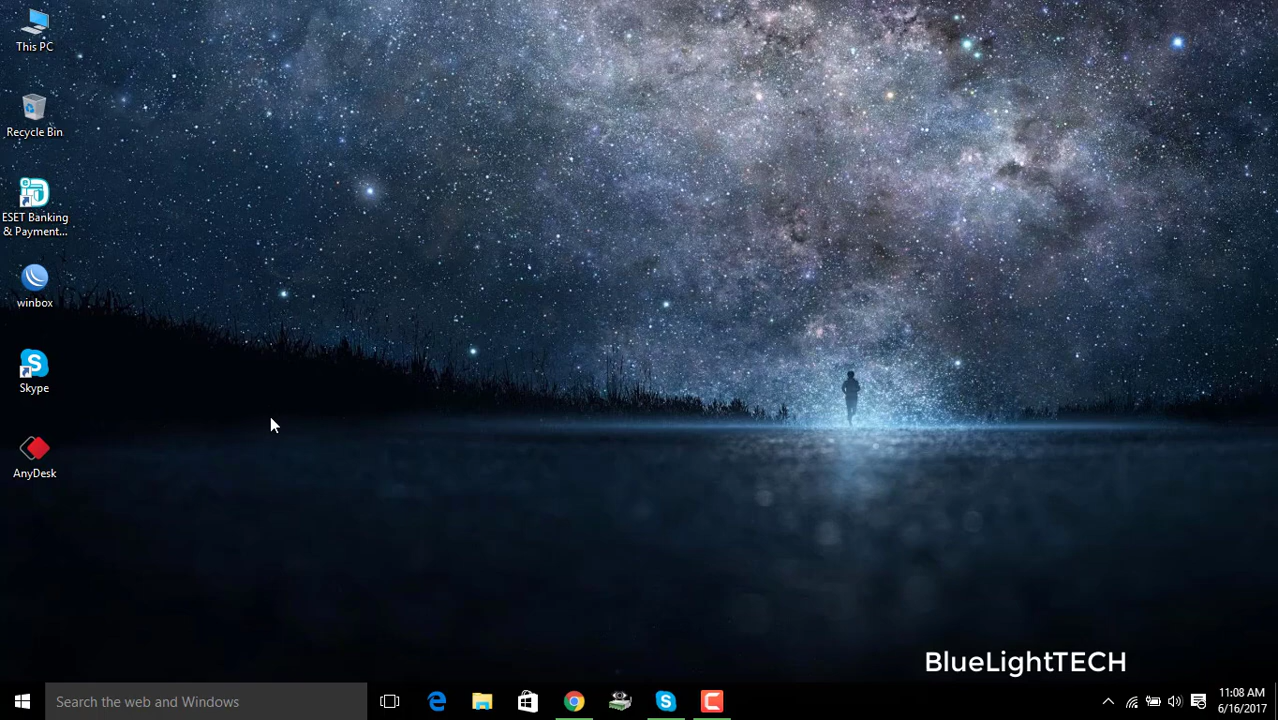 This PC
Recycle Bin
ESET Banking
& Payment...
winbox
Skype
AnyDesk
BlueLightTECH
Search the web and Windows
11:08 AM
6/16/2017